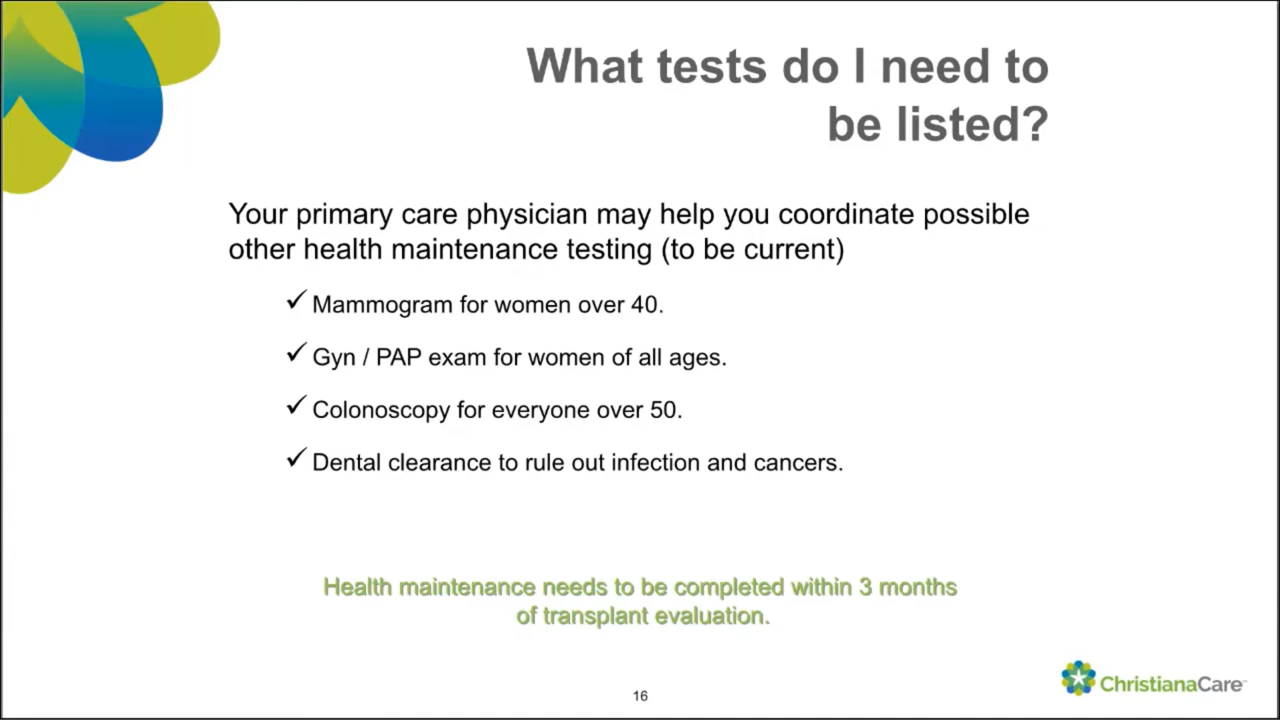 What tests do I need to
be listed?
Your primary care physician may help you coordinate possible
other health maintenance testing (to be current)
✓ Mammogram for women over 40.
✓ Gyn / PAP exam for women of all ages.
✓ Colonoscopy for everyone over 50.
✓ Dental clearance to rule out infection and cancers.
Health maintenance needs to be completed within 3 months
of transplant evaluation.
16
ChristianaCare